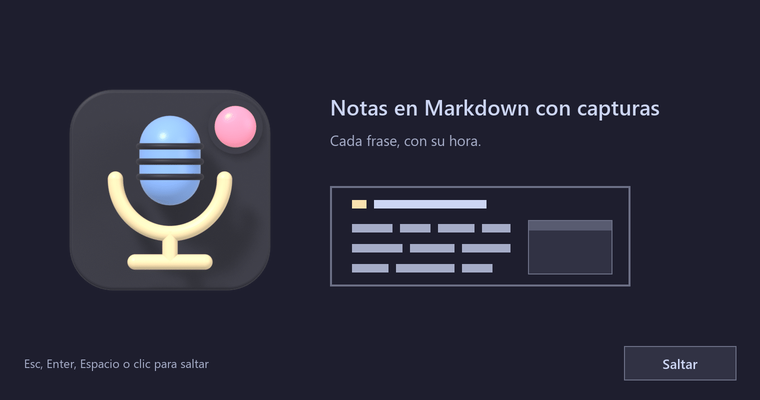 Notas en Markdown con capturas
Cada frase, con su hora.
Esc, Enter, Espacio o clic para saltar
Saltar